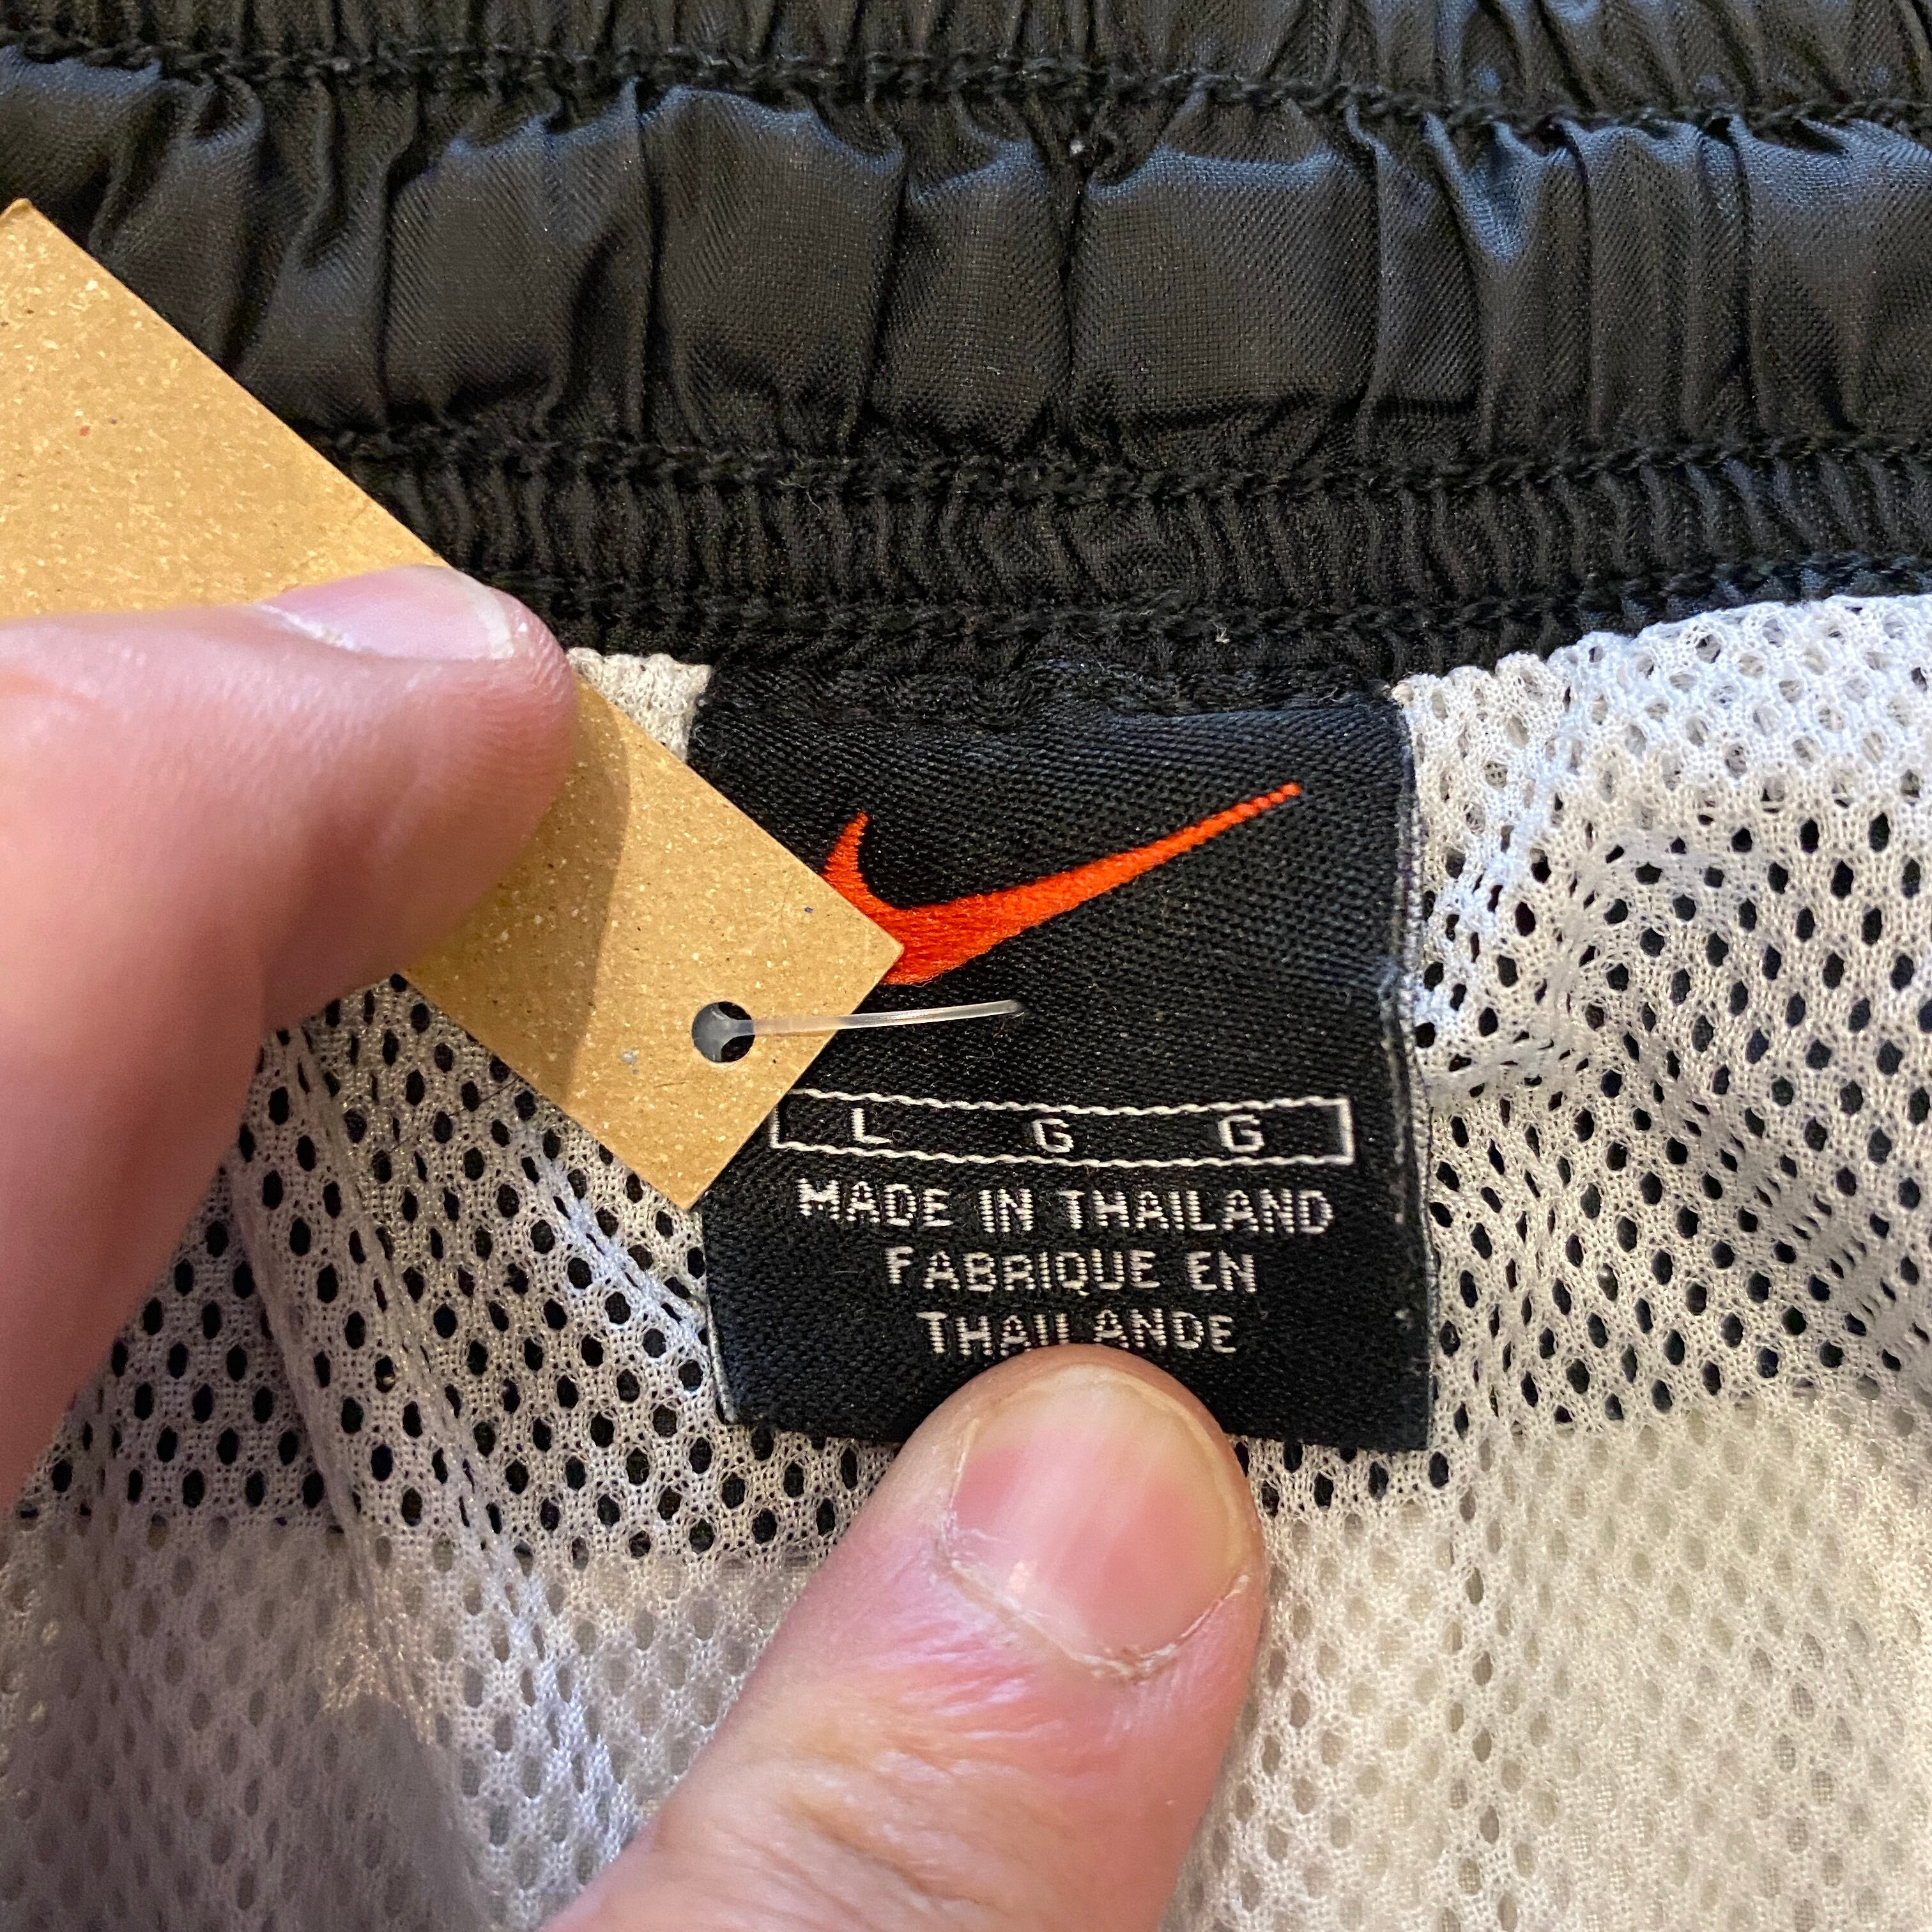 L G G
MADE IN THAILAND
FABRIQUE EN
THAILANDE